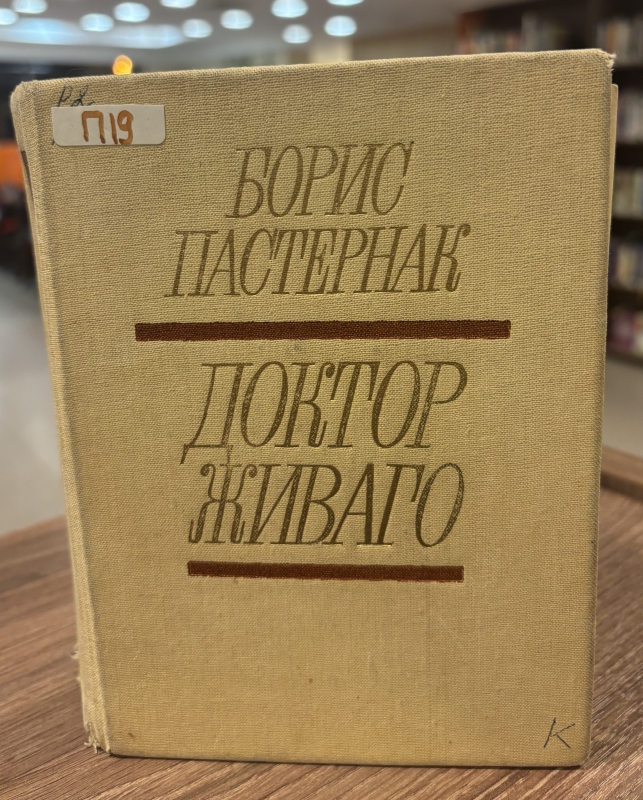 П19
БОРИС
ПАСТЕРНАК
ДОКТОР
ЖИВАГО
К